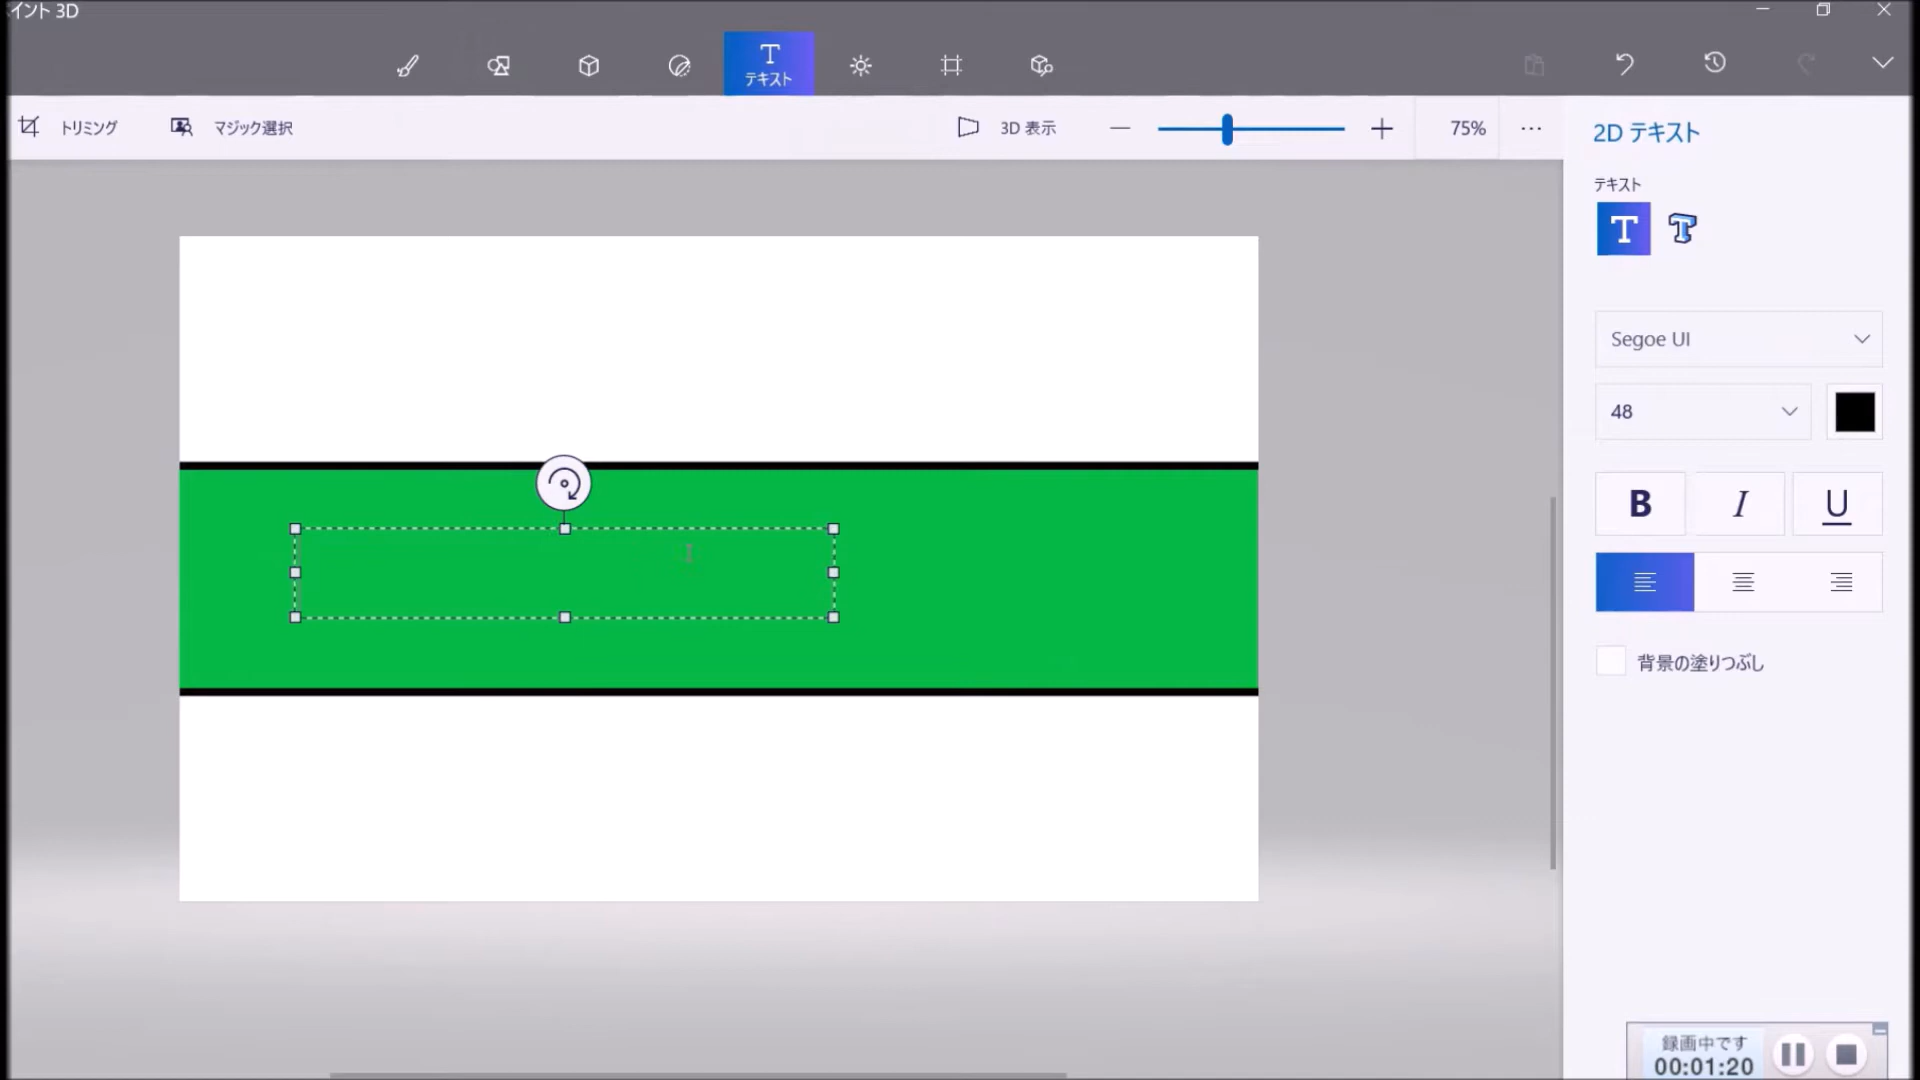 イント 3D
テキスト
トリミング
マジック選択
3D 表示
75%
2D テキスト
テキスト
Segoe UI
48
B I U
背景の塗りつぶし
録画中です
00:01:20